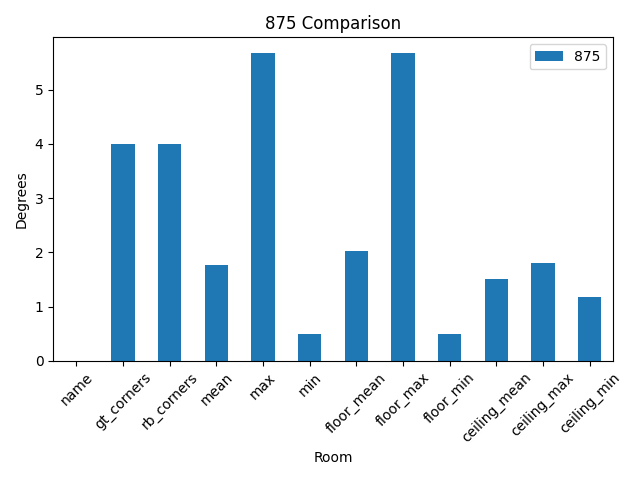 875 Comparison
875
Degrees
5
4
3
2
1
0
name
gt_corners
rb_corners
mean
max
min
floor_mean
floor_max
floor_min
ceiling_mean
ceiling_max
ceiling_min
Room